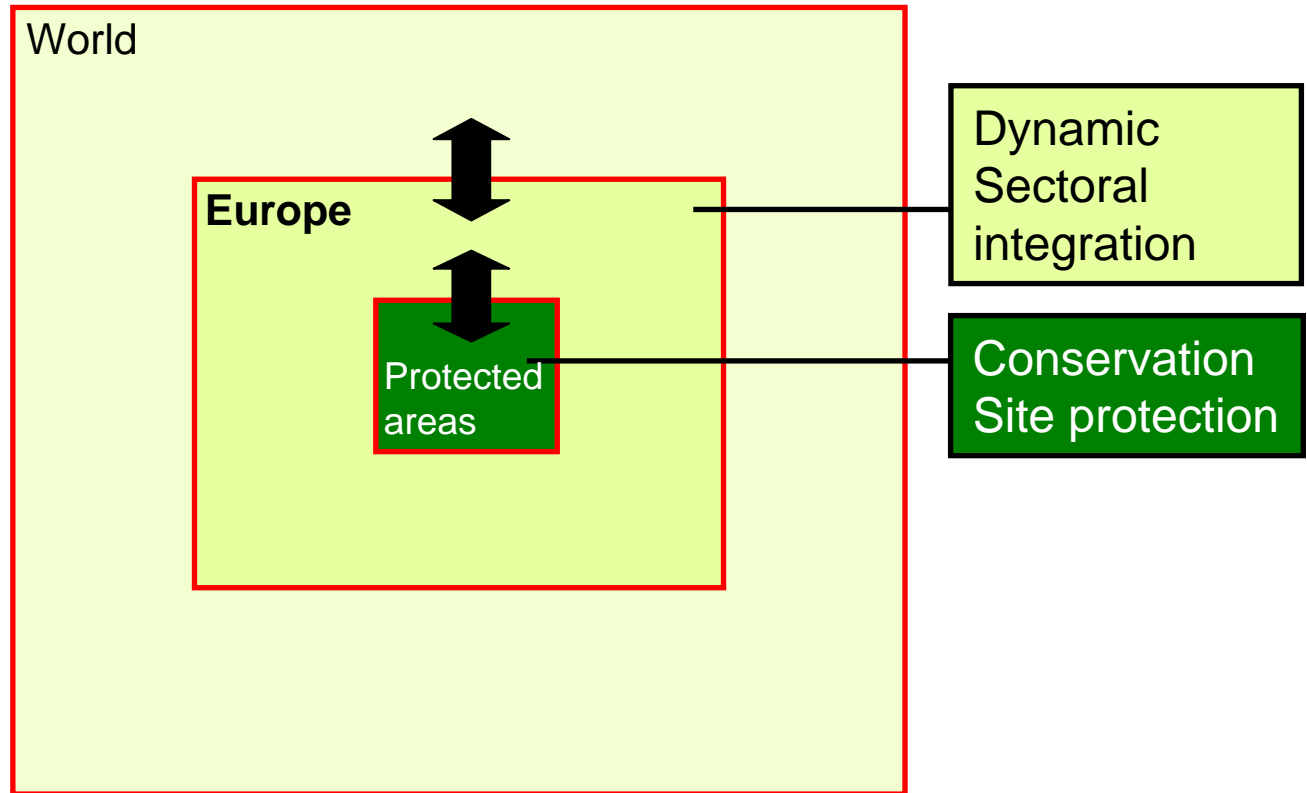 World
Europe
Protected
areas
Dynamic
Sectoral
integration
Conservation
Site protection